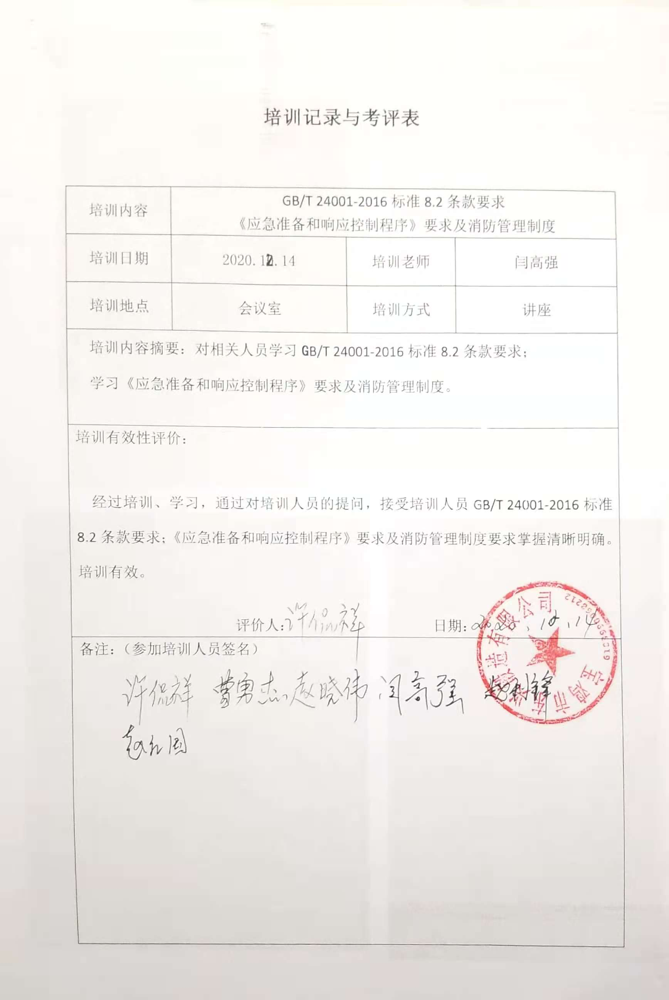 培训记录与考评表
培训内容
GB/T 24001-2016 标准 8.2 条款要求
《应急准备和响应控制程序》要求及消防管理制度
培训日期 2020.12.14 培训老师 闫高强
培训地点 会议室 培训方式 讲座
培训内容摘要：对相关人员学习 GB/T 24001-2016 标准 8.2 条款要求；
学习《应急准备和响应控制程序》要求及消防管理制度。
培训有效性评价：
经过培训、学习，通过对培训人员的提问，接受培训人员 GB/T 24001-2016 标准
8.2 条款要求；《应急准备和响应控制程序》要求及消防管理制度要求掌握清晰明确。
培训有效。
评价人：许侃祥 日期：2020.12.14
备注：（参加培训人员签名）
许侃祥 曹勇杰 赵晓伟 闫高强
宝鸡市 造有限公司